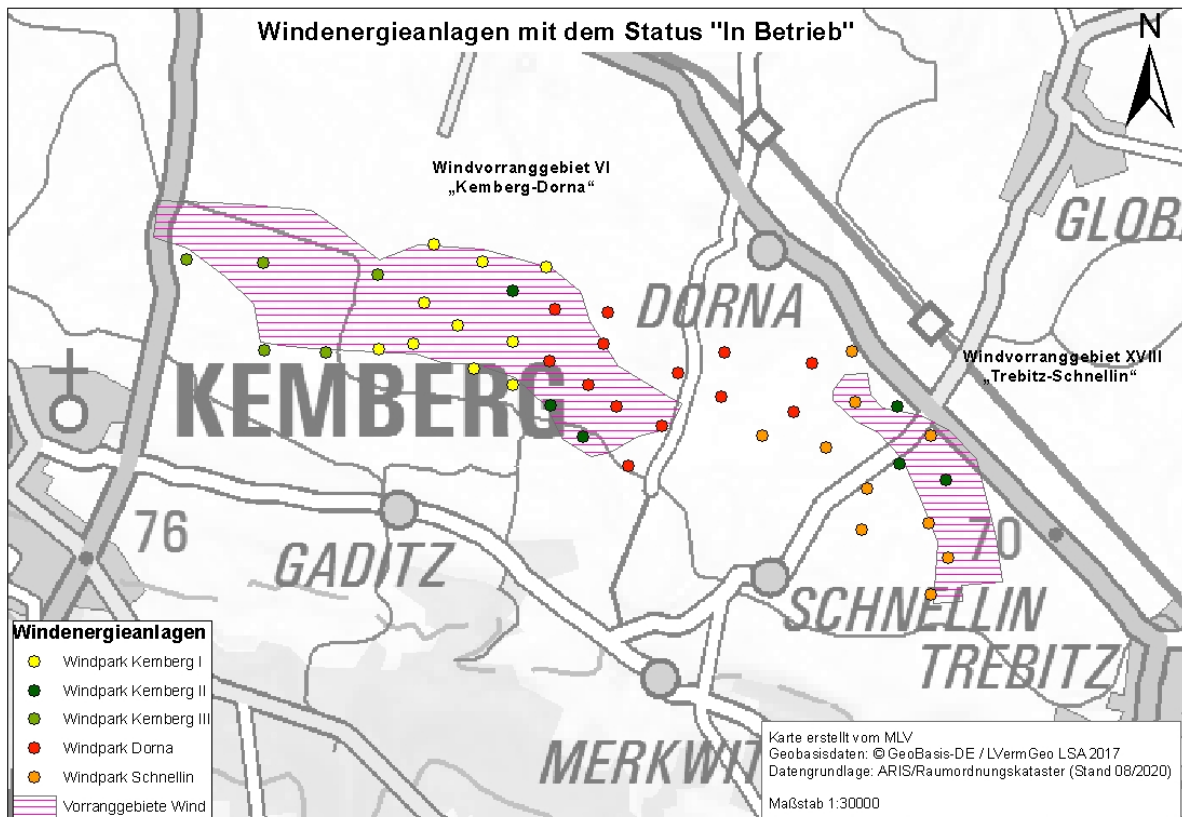 Windenergieanlagen mit dem Status "In Betrieb"
N
Windvorranggebiet VI
„Kemberg-Dorna“
GLOB
DORNA
Windvorranggebiet XVIII
„Trebitz-Schnellin“
KEMBERG
76
GADITZ
70
SCHNELLIN
TREBITZ
MERKWIT
Windenergieanlagen
Windpark Kemberg I
Windpark Kemberg II
Windpark Kemberg III
Windpark Dorna
Windpark Schnellin
Vorranggebiete Wind
Karte erstellt vom MLV
Geobasisdaten: © GeoBasis-DE / LVermGeo LSA 2017
Datengrundlage: ARIS/Raumordnungskataster (Stand 08/2020)
Maßstab 1:30000